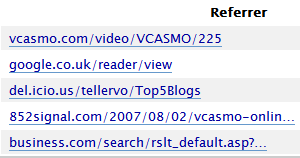 Referrer
vcasmo.com/video/VCASMO/225
google.co.uk/reader/view
del.icio.us/tellervo/Top5Blogs
852signal.com/2007/08/02/vcasmo-onlin...
business.com/search/rslt_default.asp?...